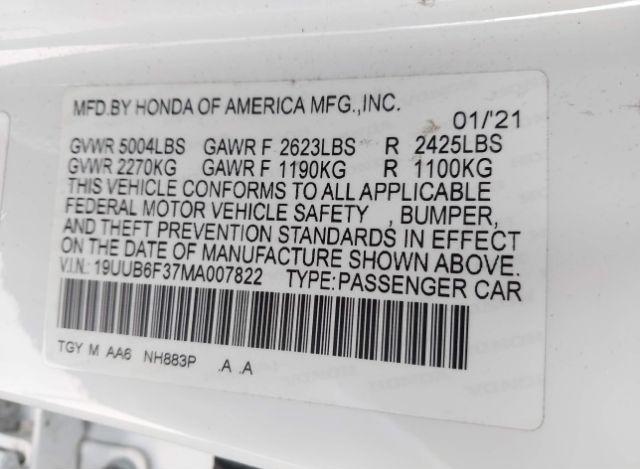 MFD.BY HONDA OF AMERICA MFG.,INC.
01/'21
GVWR 5004LBS GAWR F 2623LBS R 2425LBS
GVWR 2270KG GAWR F 1190KG R 1100KG
THIS VEHICLE CONFORMS TO ALL APPLICABLE
FEDERAL MOTOR VEHICLE SAFETY , BUMPER,
AND THEFT PREVENTION STANDARDS IN EFFECT
ON THE DATE OF MANUFACTURE SHOWN ABOVE.
V.I.N.: 19UUB6F37MA007822 TYPE:PASSENGER CAR
TGY M AA6 NH883P .A .A